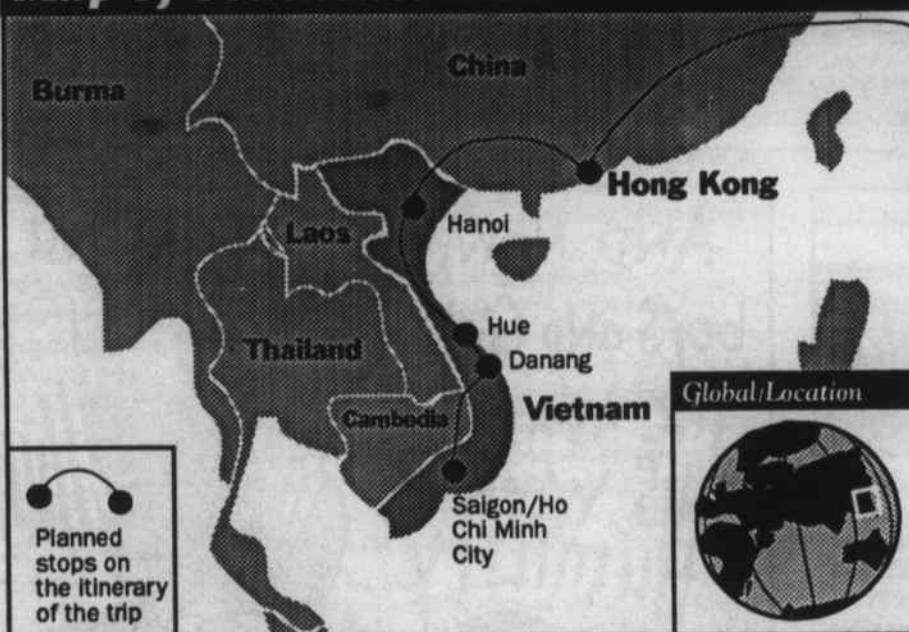 Burma
China
Hong Kong
Hanoi
Laos
Hue
Danang
Thailand
Vietnam
Cambodia
Saigon/Ho
Chi Minh
City
Planned
stops on
the itinerary
of the trip
Global Location